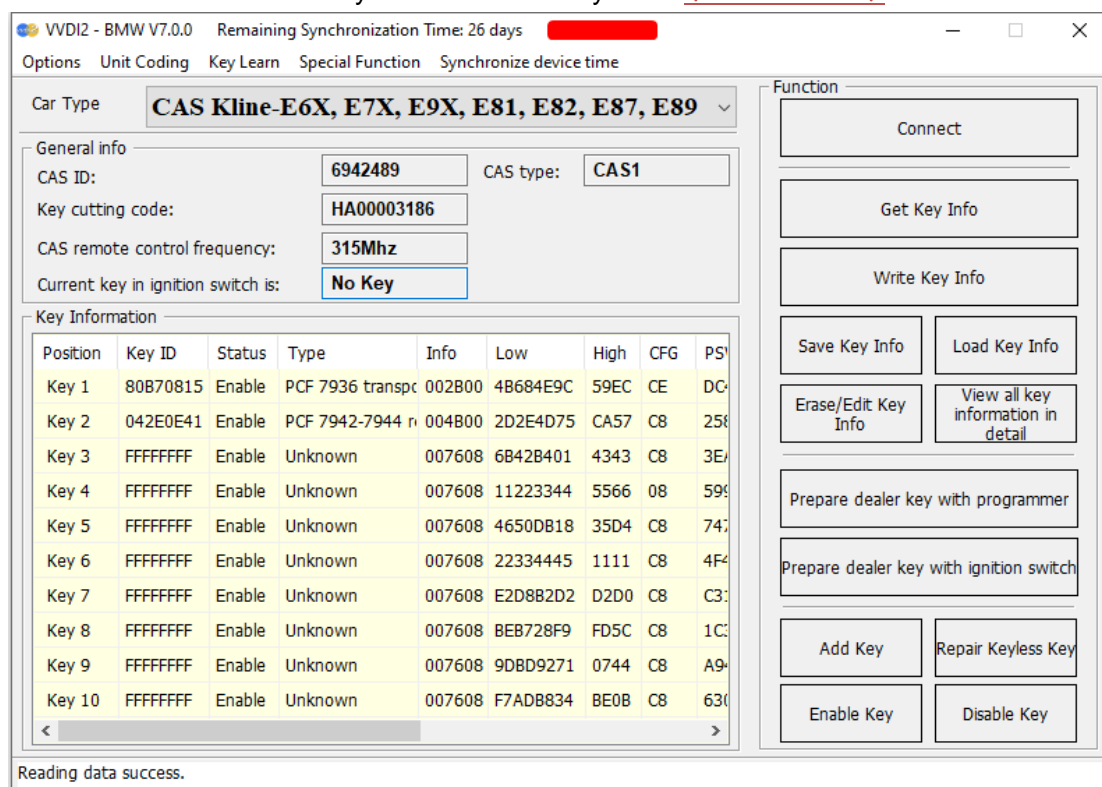 VVDI2 - BMW V7.0.0 Remaining Synchronization Time: 26 days
Options Unit Coding Key Learn Special Function Synchronize device time
Car Type CAS Kline-E6X, E7X, E9X, E81, E82, E87, E89
General info
CAS ID: 6942489 CAS type: CAS1
Key cutting code: HA00003186
CAS remote control frequency: 315Mhz
Current key in ignition switch is: No Key
Key Information
Position Key ID Status Type Info Low High CFG
Key 1 80B70815 Enable PCF 7936 transpo 002B00 4B684E9C 59EC CE
Key 2 042E0E41 Enable PCF 7942-7944 002B00 2D2E4D75 CA57 C8
Key 3 FFFFFFFF Enable Unknown 007608 6B42B401 4343 C8
Key 4 FFFFFFFF Enable Unknown 007608 11223344 5566 08
Key 5 FFFFFFFF Enable Unknown 007608 4650DB18 35D4 C8
Key 6 FFFFFFFF Enable Unknown 007608 22334445 1111 C8
Key 7 FFFFFFFF Enable Unknown 007608 E2D8B2D2 D2D0 C8
Key 8 FFFFFFFF Enable Unknown 007608 BEB728F9 FD5C C8
Key 9 FFFFFFFF Enable Unknown 007608 9DBD9271 0744 C8
Key 10 FFFFFFFF Enable Unknown 007608 F7ADB834 BE0B C8
Function
Connect
Get Key Info
Write Key Info
Save Key Info Load Key Info
Erase/Edit Key
Info
View all key
information in
detail
Prepare dealer key with programmer
Prepare dealer key with ignition switch
Add Key Repair Keyless Key
Enable Key Disable Key
Reading data success.